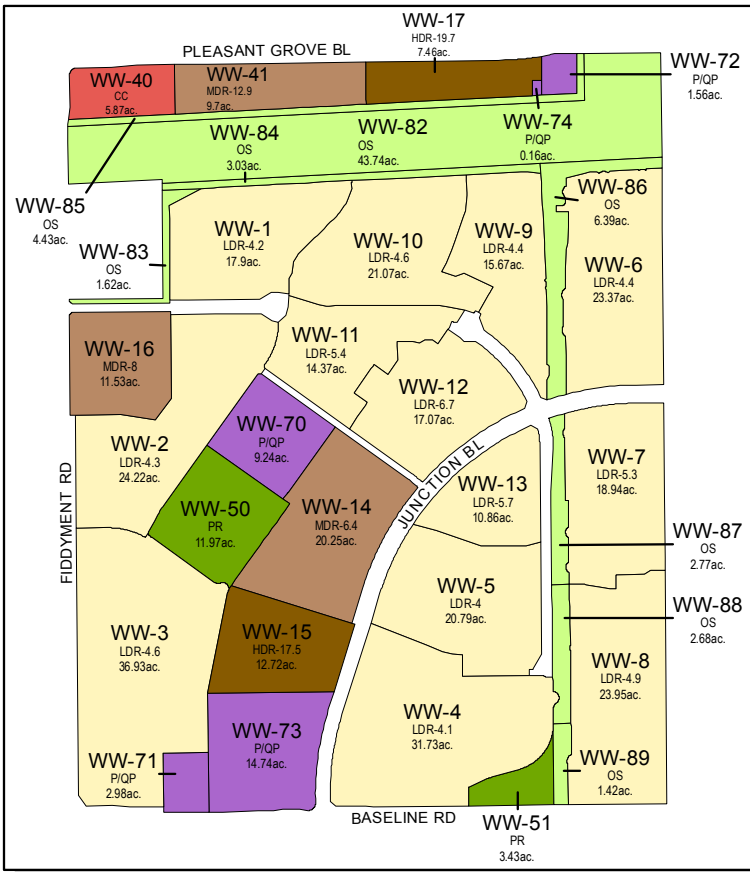 WW-17
HDR-19.7
7.46ac.
PLEASANT GROVE BL
WW-72
P/QP
1.56ac.
WW-40
CC
5.87ac.
WW-41
MDR-12.9
9.7ac.
WW-74
P/QP
0.16ac.
WW-84
OS
3.03ac.
WW-82
OS
43.74ac.
WW-85
OS
4.43ac.
WW-86
OS
6.39ac.
WW-83
OS
1.62ac.
WW-1
LDR-4.2
17.9ac.
WW-10
LDR-4.6
21.07ac.
WW-9
LDR-4.4
15.67ac.
WW-6
LDR-4.4
23.37ac.
WW-16
MDR-8
11.53ac.
WW-11
LDR-5.4
14.37ac.
WW-12
LDR-6.7
17.07ac.
WW-2
LDR-4.3
24.22ac.
WW-70
P/QP
9.24ac.
JUNCTION BL
WW-7
LDR-5.3
18.94ac.
WW-13
LDR-5.7
10.86ac.
WW-50
PR
11.97ac.
WW-14
MDR-6.4
20.25ac.
FIDDYMENT RD
WW-87
OS
2.77ac.
WW-5
LDR-4
20.79ac.
WW-88
OS
2.68ac.
WW-3
LDR-4.6
36.93ac.
WW-15
HDR-17.5
12.72ac.
WW-8
LDR-4.9
23.95ac.
WW-4
LDR-4.1
31.73ac.
WW-73
P/QP
14.74ac.
WW-71
P/QP
2.98ac.
WW-89
OS
1.42ac.
BASELINE RD
WW-51
PR
3.43ac.